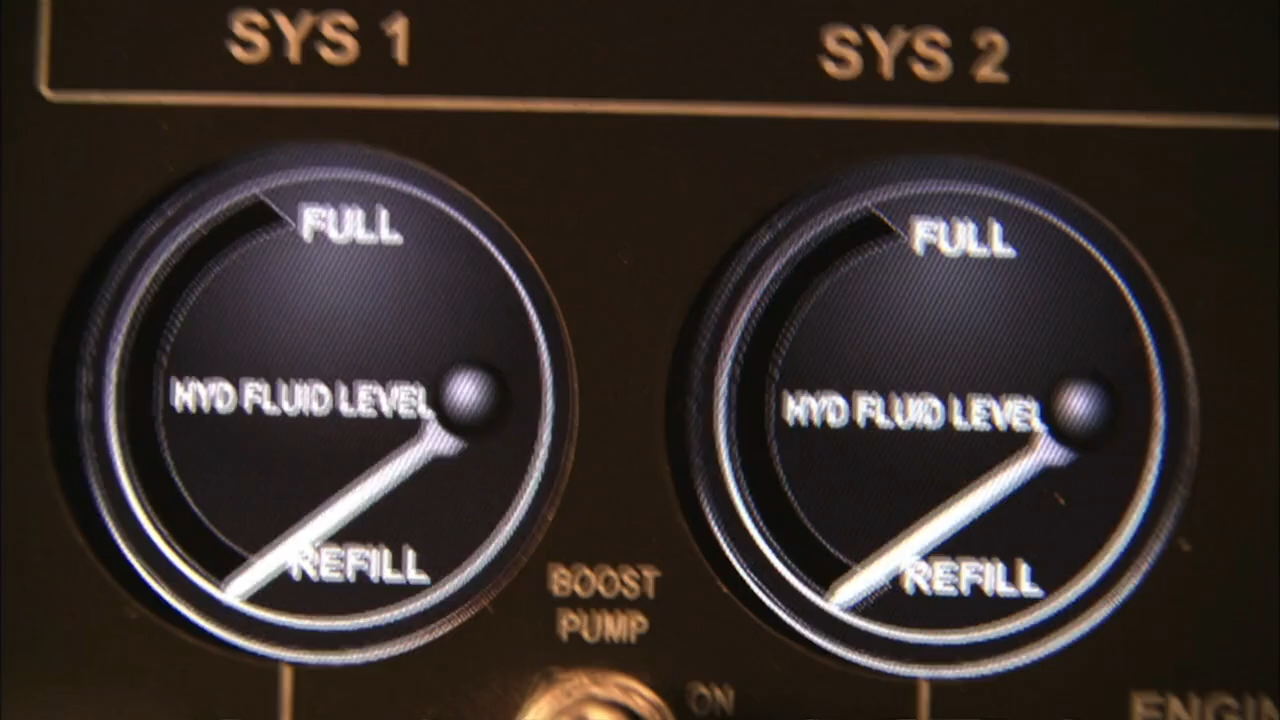 SYS 1
SYS 2
FULL
HYD FLUID LEVEL
REFILL
FULL
HYD FLUID LEVEL
REFILL
BOOST
PUMP
ON